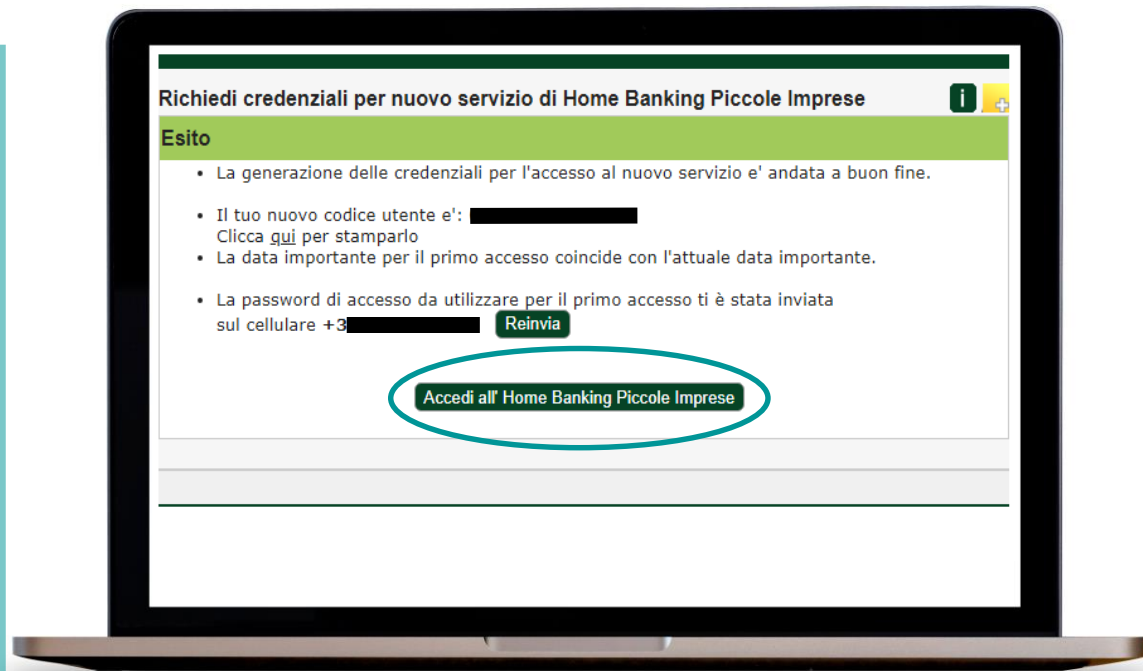 Richiedi credenziali per nuovo servizio di Home Banking Piccole Imprese
i
Esito
• La generazione delle credenziali per l'accesso al nuovo servizio e' andata a buon fine.
• Il tuo nuovo codice utente e':
Clicca qui per stamparlo
• La data importante per il primo accesso coincide con l'attuale data importante.
• La password di accesso da utilizzare per il primo accesso ti è stata inviata
sul cellulare +3 Reinvia
Accedi all' Home Banking Piccole Imprese